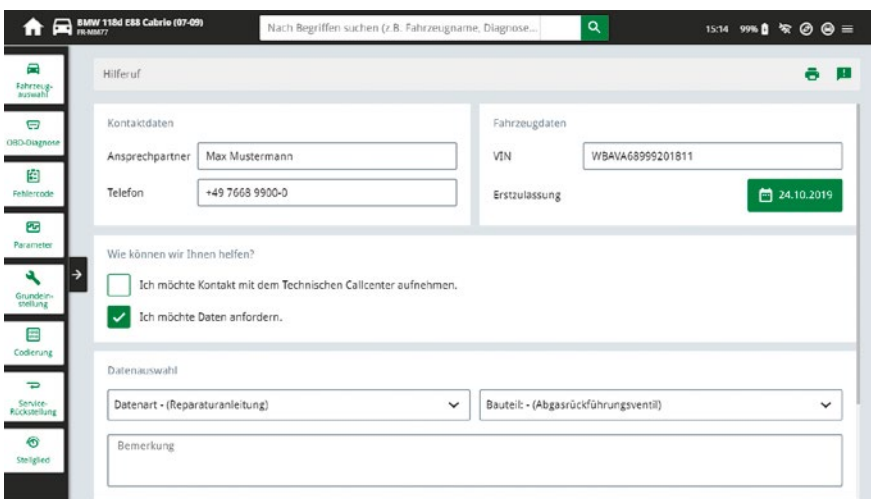 BMW 118d E88 Cabrio (07-09)
FR-MM677
Nach Begriffen suchen (z.B. Fahrzeugname, Diagnose...
15:14 99%
Fahrzeug-
auswahl
OBD-Diagnose
Fehlercode
Parameter
Grundein-
stellung
Codierung
Service-
Rückstellung
Stellglied
Hilferuf
Kontaktdaten
Ansprechpartner Max Mustermann
Telefon +49 7668 9900-0
Fahrzeugdaten
VIN WBAVA68999201811
Erstzulassung 24.10.2019
Wie können wir Ihnen helfen?
Ich möchte Kontakt mit dem Technischen Callcenter aufnehmen.
Ich möchte Daten anfordern.
Datenauswahl
Datenart - (Reparaturanleitung)
Bauteil: - (Abgasrückführungsventil)
Bemerkung